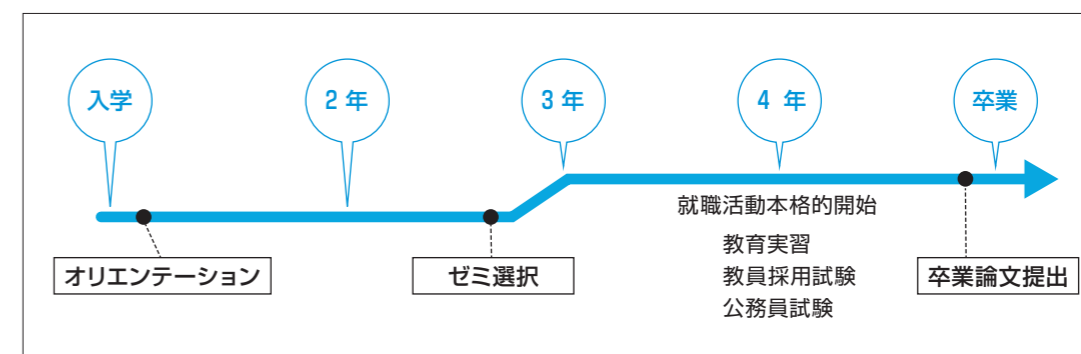 入学
2年
3年
4 年
卒業
就職活動本格的開始
教育実習
教員採用試験
公務員試験
オリエンテーション
ゼミ選択
卒業論文提出